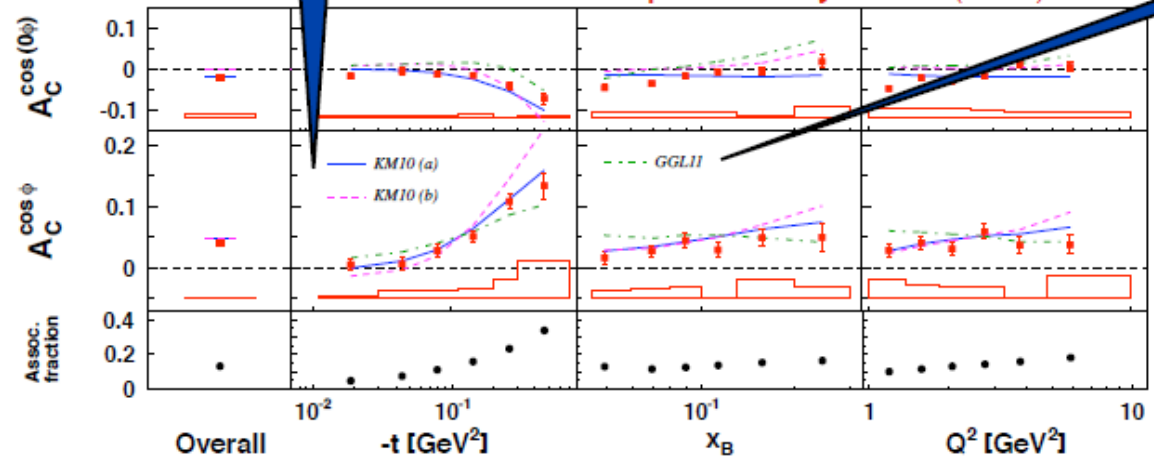 0.1
0
-0.1
A_C^cos (0φ)
0.2
0.1
0
A_C^cos φ
KM10 (a)
KM10 (b)
GGL11
0.4
0.2
0
Assoc.
fraction
10^-2 10^-1 10^-1 1 10
Overall -t [GeV^2] x_B Q^2 [GeV^2]